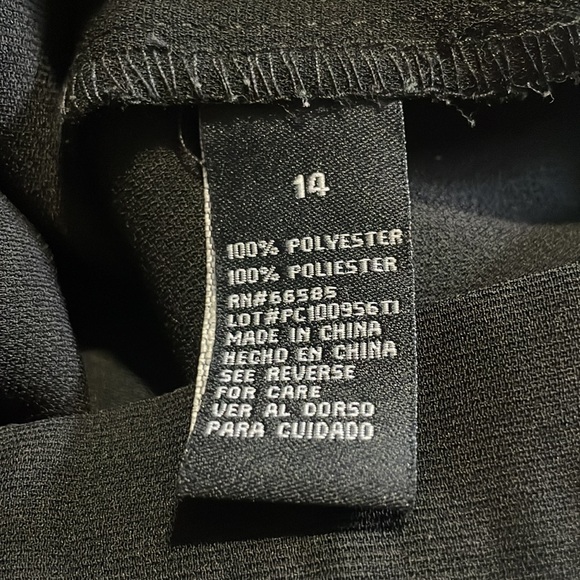 14
100% POLYESTER
100% POLIESTER
RN#66585
LOT#PC100956TI
MADE IN CHINA
HECHO EN CHINA
SEE REVERSE
FOR CARE
VER AL DORSO
PARA CUIDADO